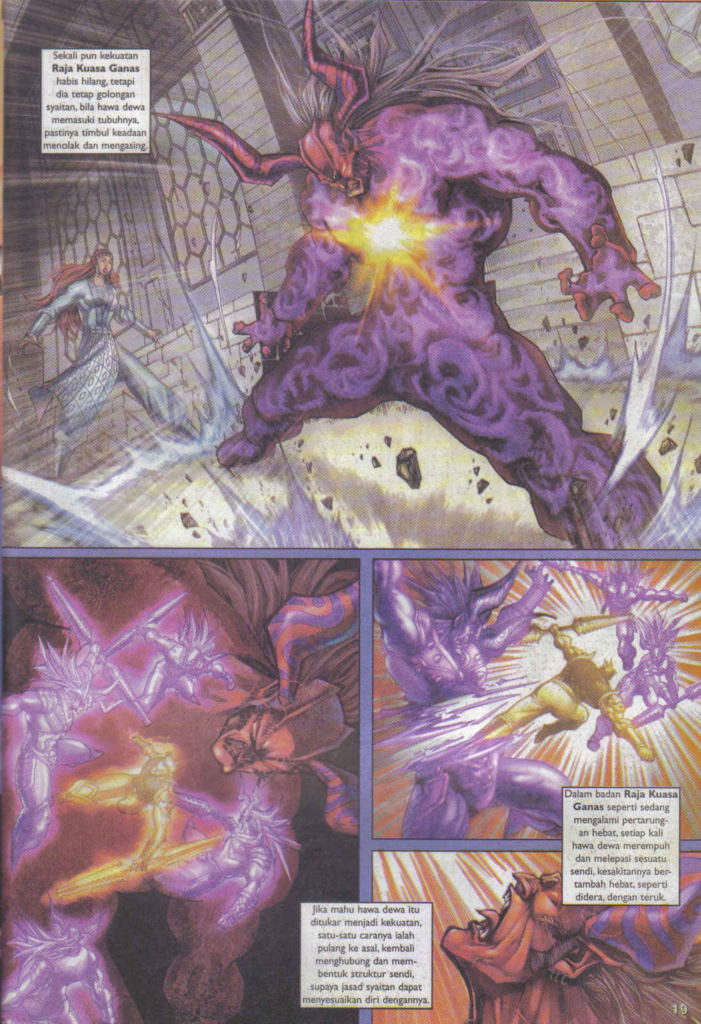 Sekali pun kekuatan
Raja Kuasa Ganas
habis hilang, tetapi
dia tetap golongan
syaitan, bila hawa dewa
memasuki tubuhnya,
pastinya timbul keadaan
menolak dan mengasing.
Dalam badan Raja Kuasa
Ganas seperti sedang
mengalami pertarung-
an hebat, setiap kali
hawa dewa merempuh
dan melepasi sesuatu
sendi, kesakitannya ber-
tambah hebat, seperti
didera, dengan teruk.
Jika mahu hawa dewa itu
ditukar menjadi kekuatan,
satu-satu caranya ialah
pulang ke asal, kembali
menghubung dan mem-
bentuk struktur sendi,
supaya jasad syaitan dapat
menyesuaikan diri dengannya.
19